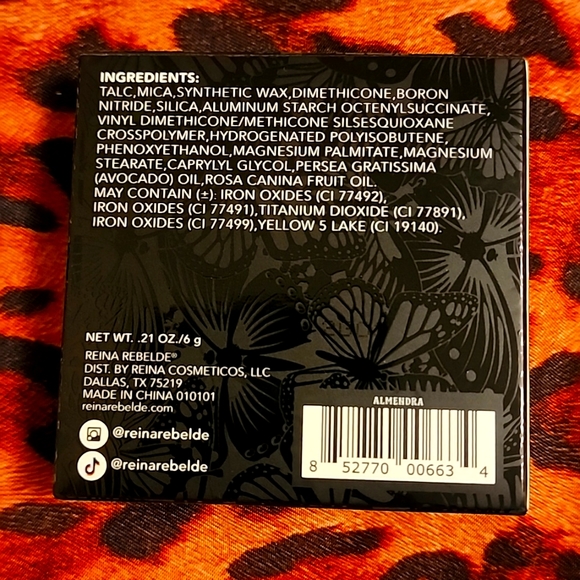 INGREDIENTS:
TALC,MICA,SYNTHETIC WAX,DIMETHICONE,BORON
NITRIDE,SILICA,ALUMINUM STARCH OCTENYLSUCCINATE,
VINYL DIMETHICONE/METHICONE SILSESQUIOXANE
CROSSPOLYMER,HYDROGENATED POLYISOBUTENE,
PHENOXYETHANOL,MAGNESIUM PALMITATE,MAGNESIUM
STEARATE,CAPRYLYL GLYCOL,PERSEA GRATISSIMA
(AVOCADO) OIL,ROSA CANINA FRUIT OIL.
MAY CONTAIN (±): IRON OXIDES (CI 77492),
IRON OXIDES (CI 77491),TITANIUM DIOXIDE (CI 77891),
IRON OXIDES (CI 77499),YELLOW 5 LAKE (CI 19140).
NET WT. .21 OZ./6 g
REINA REBELDE®
DIST. BY REINA COSMETICOS, LLC
DALLAS, TX 75219
MADE IN CHINA 010101
reinarebelde.com
@reinarebelde
@reinarebelde
ALMENDRA
8 52770 00663 4